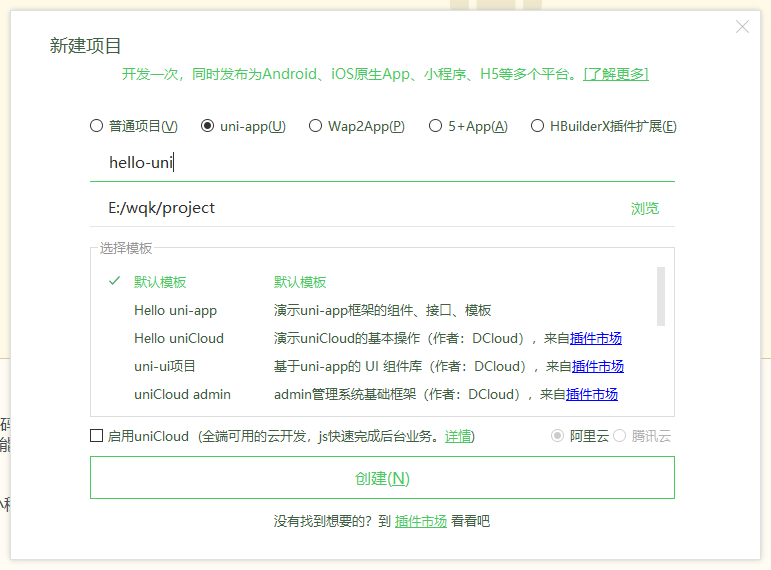 新建项目
开发一次，同时发布为Android、iOS原生App、小程序、H5等多个平台。[了解更多]
普通项目(V) uni-app(U) Wap2App(P) 5+App(A) HBuilderX插件扩展(E)
hello-uni
E:/wqk/project 浏览
选择模板
默认模板 默认模板
Hello uni-app 演示uni-app框架的组件、接口、模板
Hello uniCloud 演示uniCloud的基本操作（作者：DCloud），来自插件市场
uni-ui项目 基于uni-app的 UI 组件库（作者：DCloud），来自插件市场
uniCloud admin admin管理系统基础框架（作者：DCloud），来自插件市场
码
启用uniCloud（全端可用的云开发，js快速完成后台业务。详情） 阿里云 腾讯云
能
创建(N)
没有找到想要的？到 插件市场 看看吧